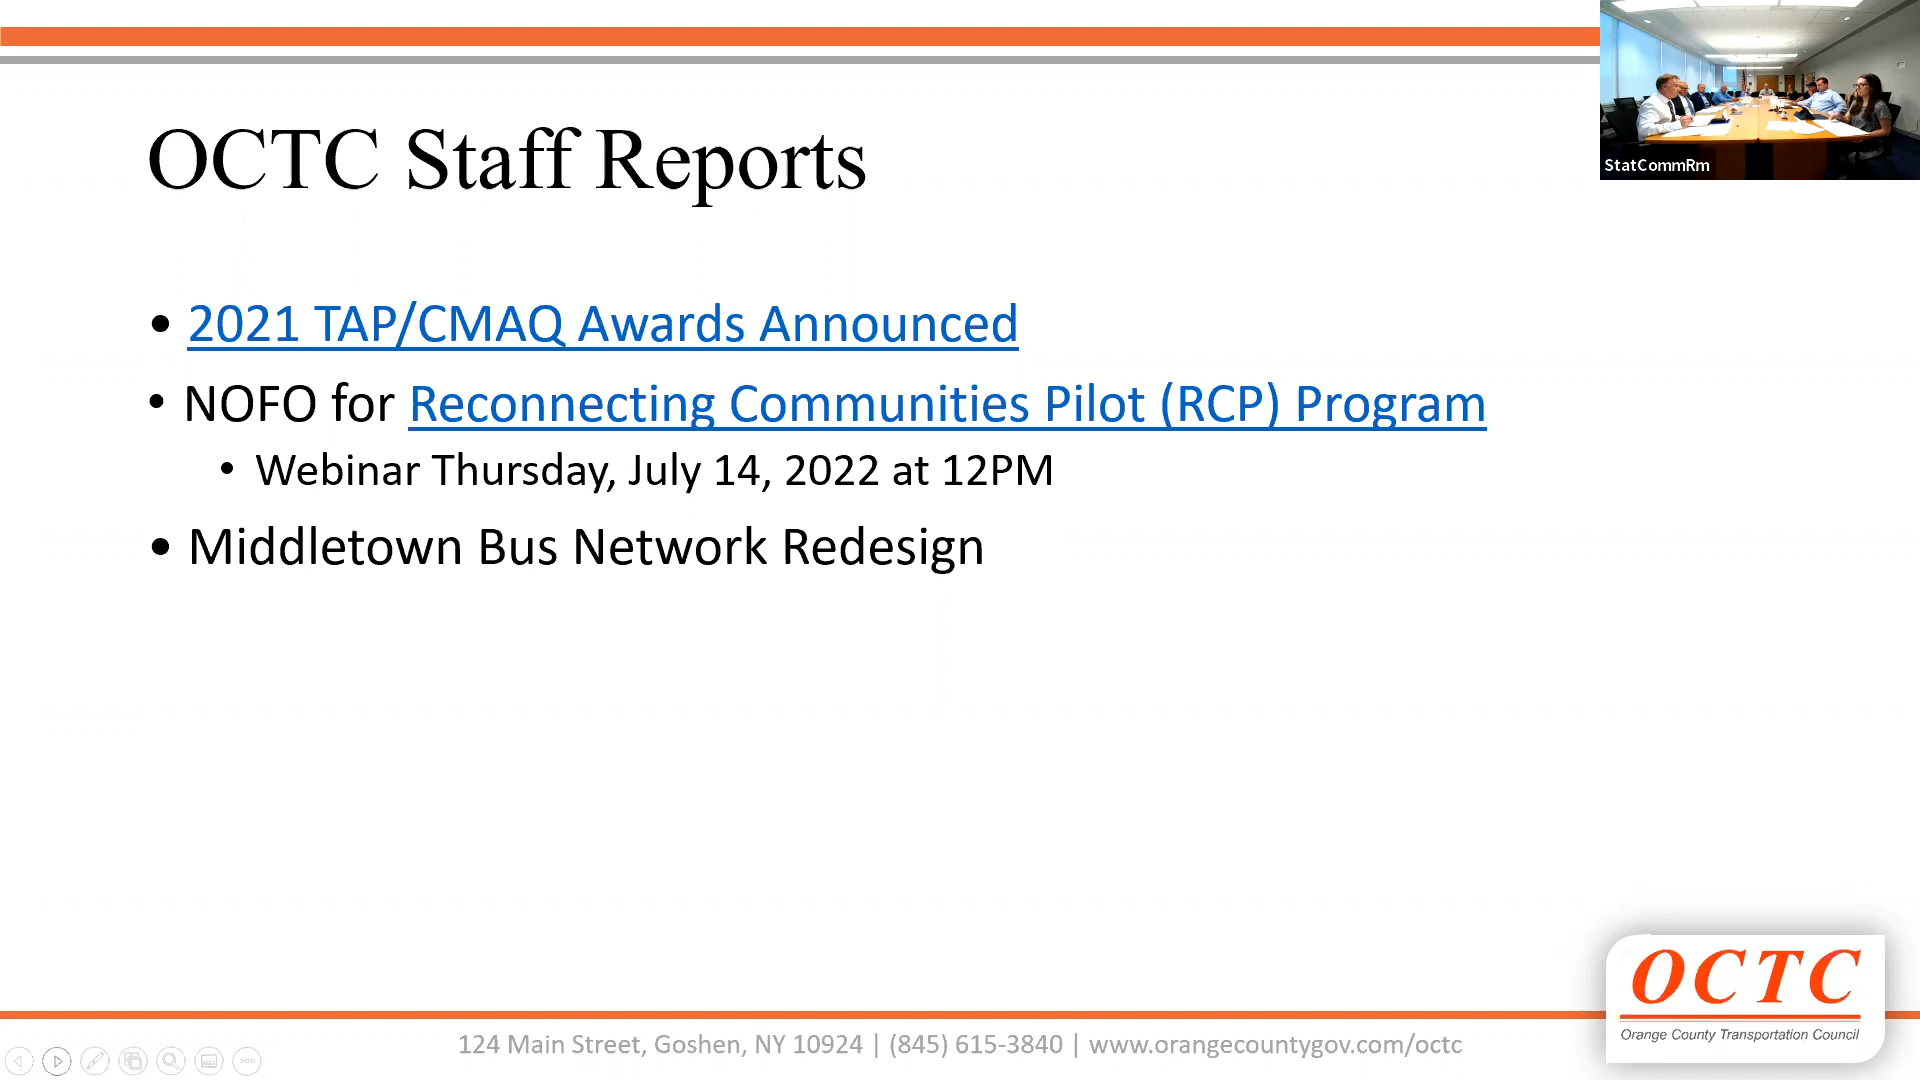 StatCommRm
OCTC Staff Reports
• 2021 TAP/CMAQ Awards Announced
• NOFO for Reconnecting Communities Pilot (RCP) Program
• Webinar Thursday, July 14, 2022 at 12PM
• Middletown Bus Network Redesign
OCTC
Orange County Transportation Council
124 Main Street, Goshen, NY 10924 | (845) 615-3840 | www.orangecountygov.com/octc